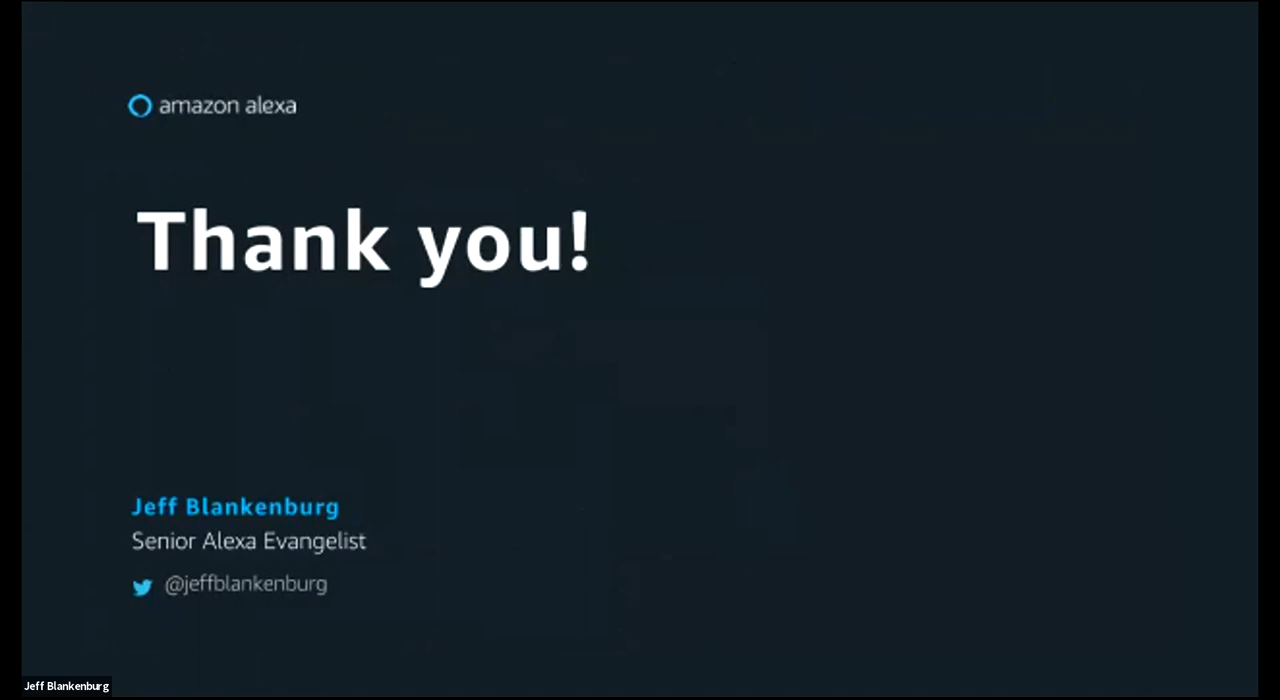 amazon alexa
Thank you!
Jeff Blankenburg
Senior Alexa Evangelist
@jeffblankenburg
Jeff Blankenburg